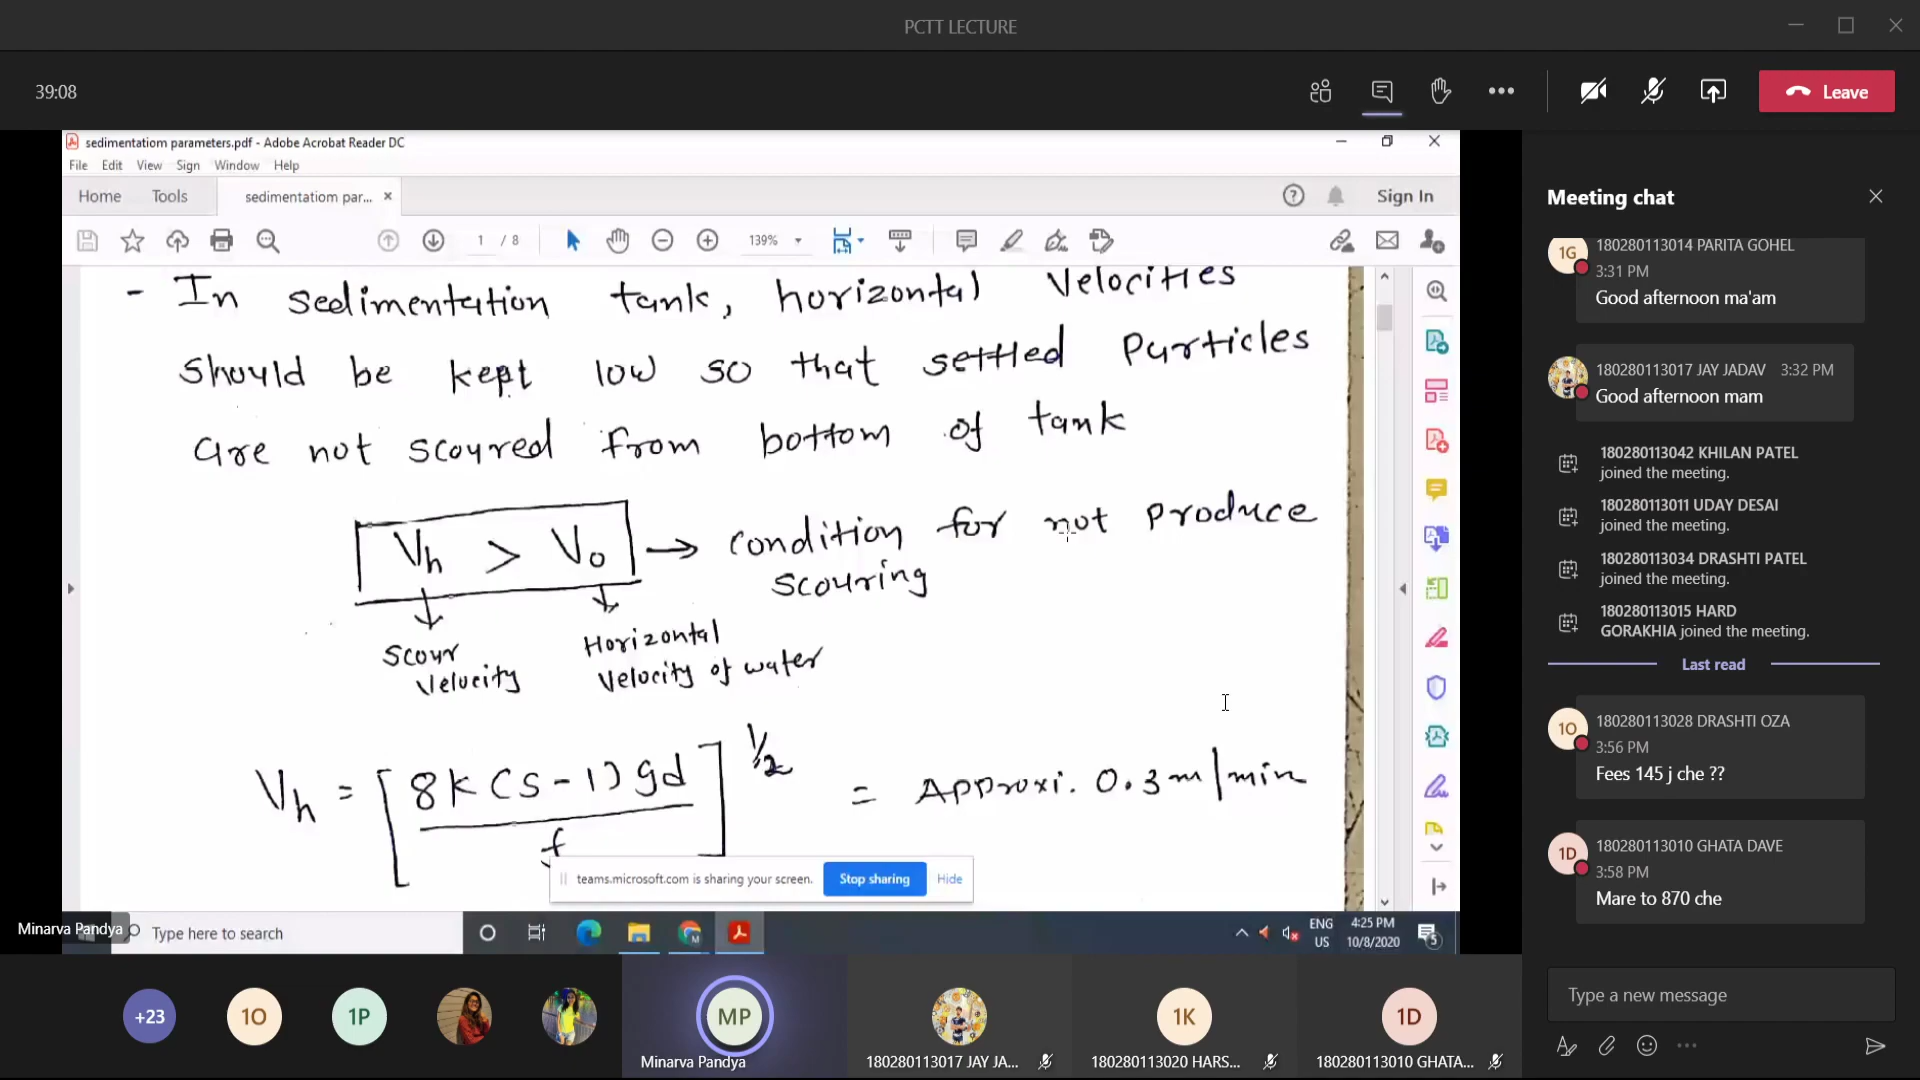 PCTT LECTURE
39:08
Leave
sedimentatiom parameters.pdf - Adobe Acrobat Reader DC
File Edit View Sign Window Help
Home Tools sedimentatiom par... × Sign In
1 / 8 139%
- In sedimentation tank, horizontal Velocities
should be kept low so that settled Particles
are not scoured from bottom of tank
Vh > Vo → condition for not produce
scouring
Scour
velocity
Horizontal
velocity of water
Vh = [8K(S-1)gd / f]^1/2 = Approxi. 0.3m/min
teams.microsoft.com is sharing your screen. Stop sharing Hide
Minarva Pandya
Type here to search
ENG
US
4:25 PM
10/8/2020
5
+23
1O
1P
MP
Minarva Pandya
180280113017 JAY JA...
1K
180280113020 HARS...
1D
180280113010 GHATA...
Meeting chat
1G
180280113014 PARITA GOHEL
3:31 PM
Good afternoon ma'am
180280113017 JAY JADAV 3:32 PM
Good afternoon mam
180280113042 KHILAN PATEL
joined the meeting.
180280113011 UDAY DESAI
joined the meeting.
180280113034 DRASHTI PATEL
joined the meeting.
180280113015 HARD
GORAKHIA joined the meeting.
Last read
1O
180280113028 DRASHTI OZA
3:56 PM
Fees 145 j che ??
1D
180280113010 GHATA DAVE
3:58 PM
Mare to 870 che
Type a new message